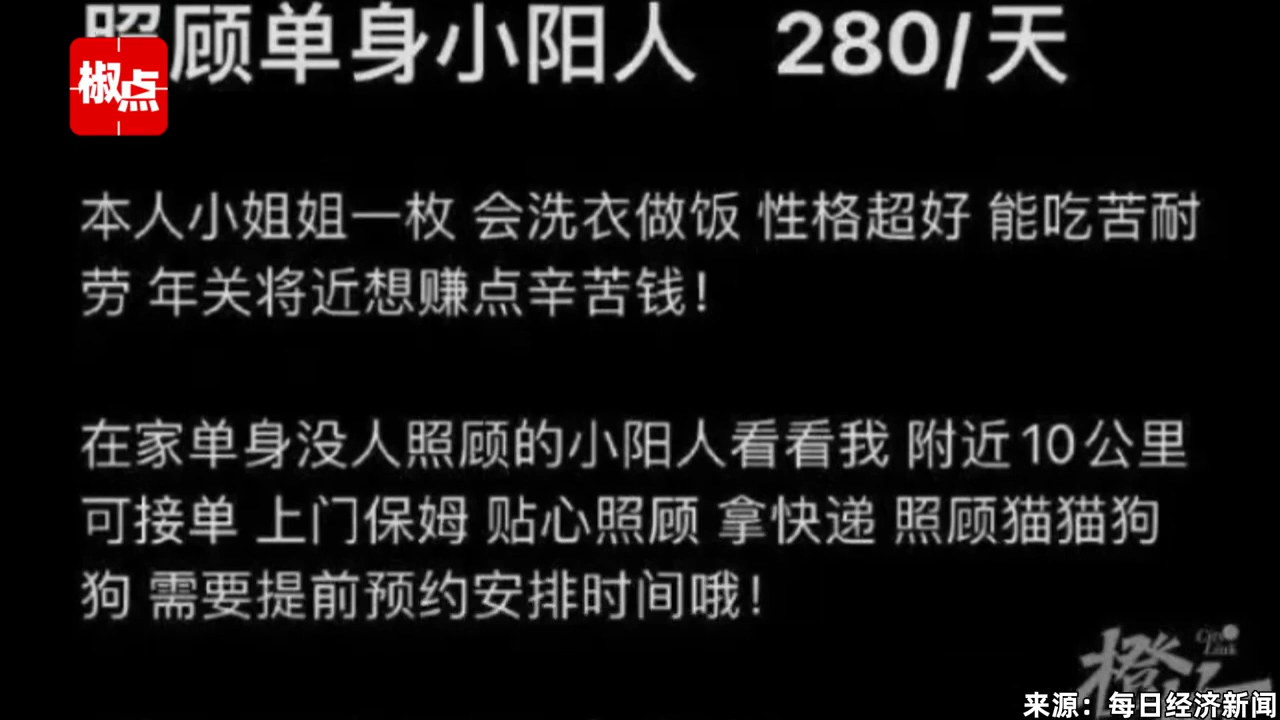 照顾单身小阳人 280/天
椒点
本人小姐姐一枚 会洗衣做饭 性格超好 能吃苦耐
劳 年关将近想赚点辛苦钱！
在家单身没人照顾的小阳人看看我 附近10公里
可接单 上门保姆 贴心照顾 拿快递 照顾猫猫狗
狗 需要提前预约安排时间哦！
City Link
来源：每日经济新闻